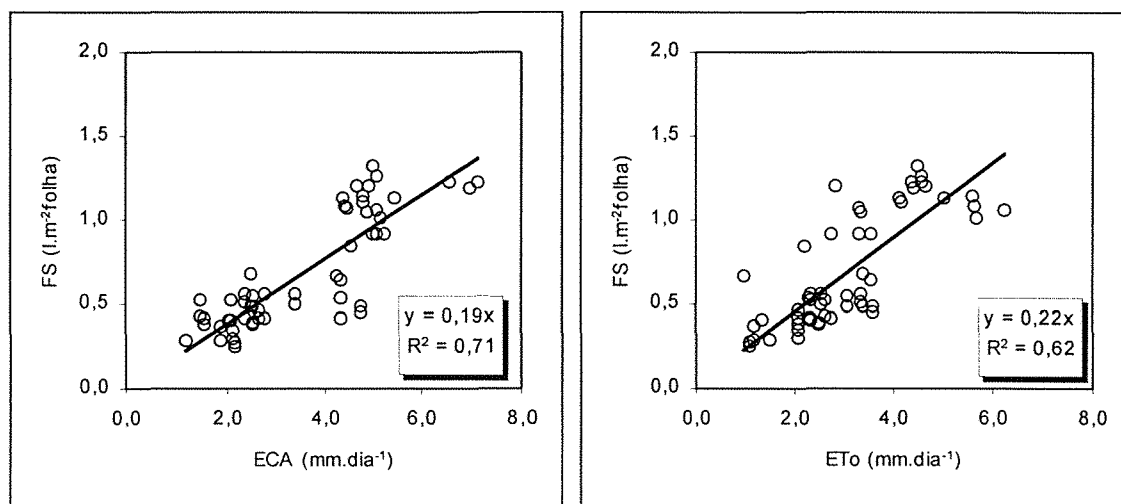 2,0
1,5
1,0
0,5
0,0
FS (l.m⁻²folha)
y = 0,19x
R² = 0,71
0,0 2,0 4,0 6,0 8,0
ECA (mm.dia⁻¹)
2,0
1,5
1,0
0,5
0,0
FS (l.m⁻²folha)
y = 0,22x
R² = 0,62
0,0 2,0 4,0 6,0 8,0
ETo (mm.dia⁻¹)